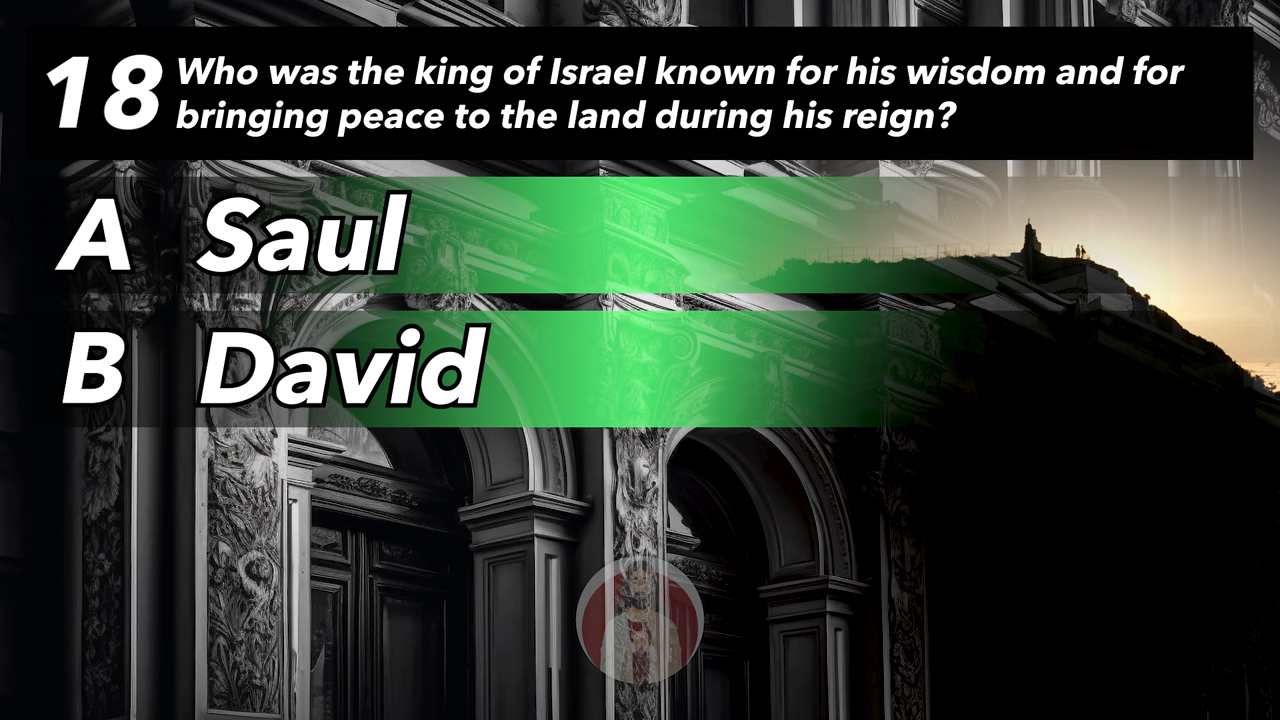 18 Who was the king of Israel known for his wisdom and for
bringing peace to the land during his reign?
A Saul
B David